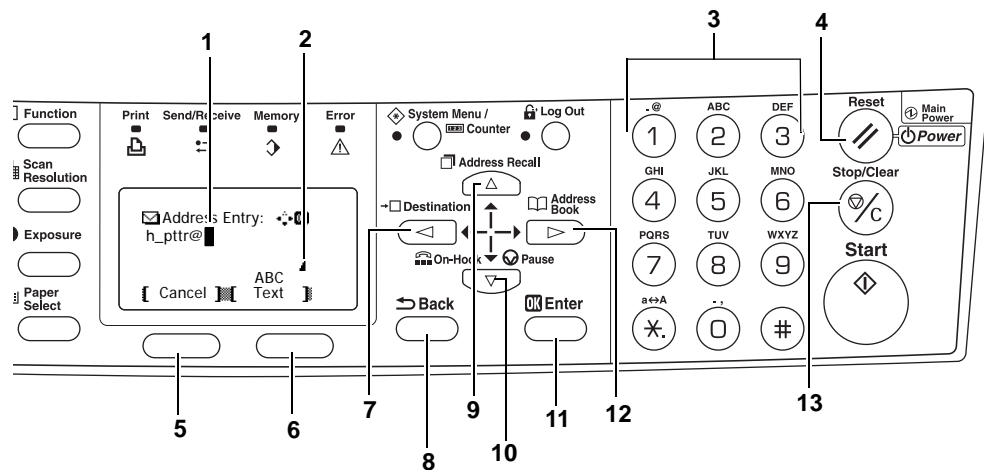 1
2
3
4
Function
Scan
Resolution
Exposure
Paper
Select
Print Send/Receive Memory Error
Address Entry:
h_pttr@
ABC
[ Cancel ] [ Text ]
System Menu /
Counter
Log Out
Address Recall
Destination
Address
Book
On-Hook
Pause
Back
OK Enter
.@
1
ABC
2
DEF
3
GHI
4
JKL
5
MNO
6
PQRS
7
TUV
8
WXYZ
9
a↔A
*.
- ,
0
#
Reset
Main
Power
Power
Stop/Clear
/C
Start
5
6
7
8
9
10
11
12
13